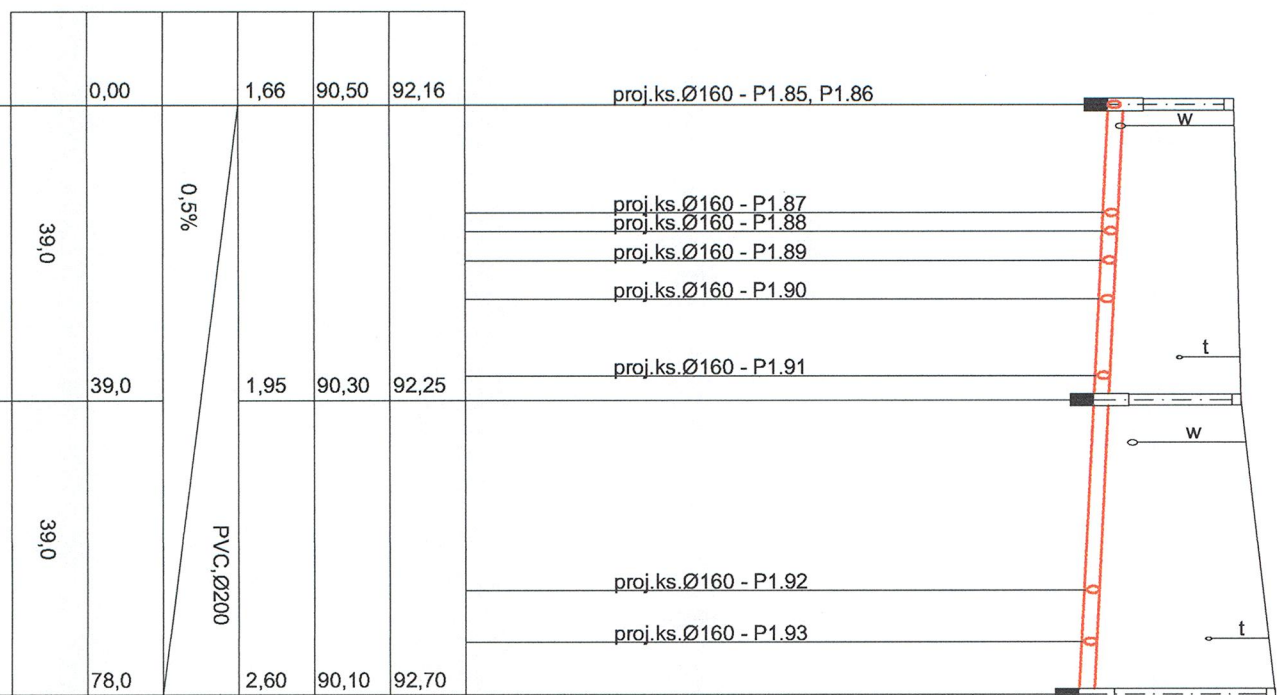 0,00 1,66 90,50 92,16 proj.ks.Ø160 - P1.85, P1.86
w
0,5%
39,0
proj.ks.Ø160 - P1.87
proj.ks.Ø160 - P1.88
proj.ks.Ø160 - P1.89
proj.ks.Ø160 - P1.90
t
proj.ks.Ø160 - P1.91
39,0 1,95 90,30 92,25
w
39,0
PVC,Ø200
proj.ks.Ø160 - P1.92
proj.ks.Ø160 - P1.93
t
78,0 2,60 90,10 92,70